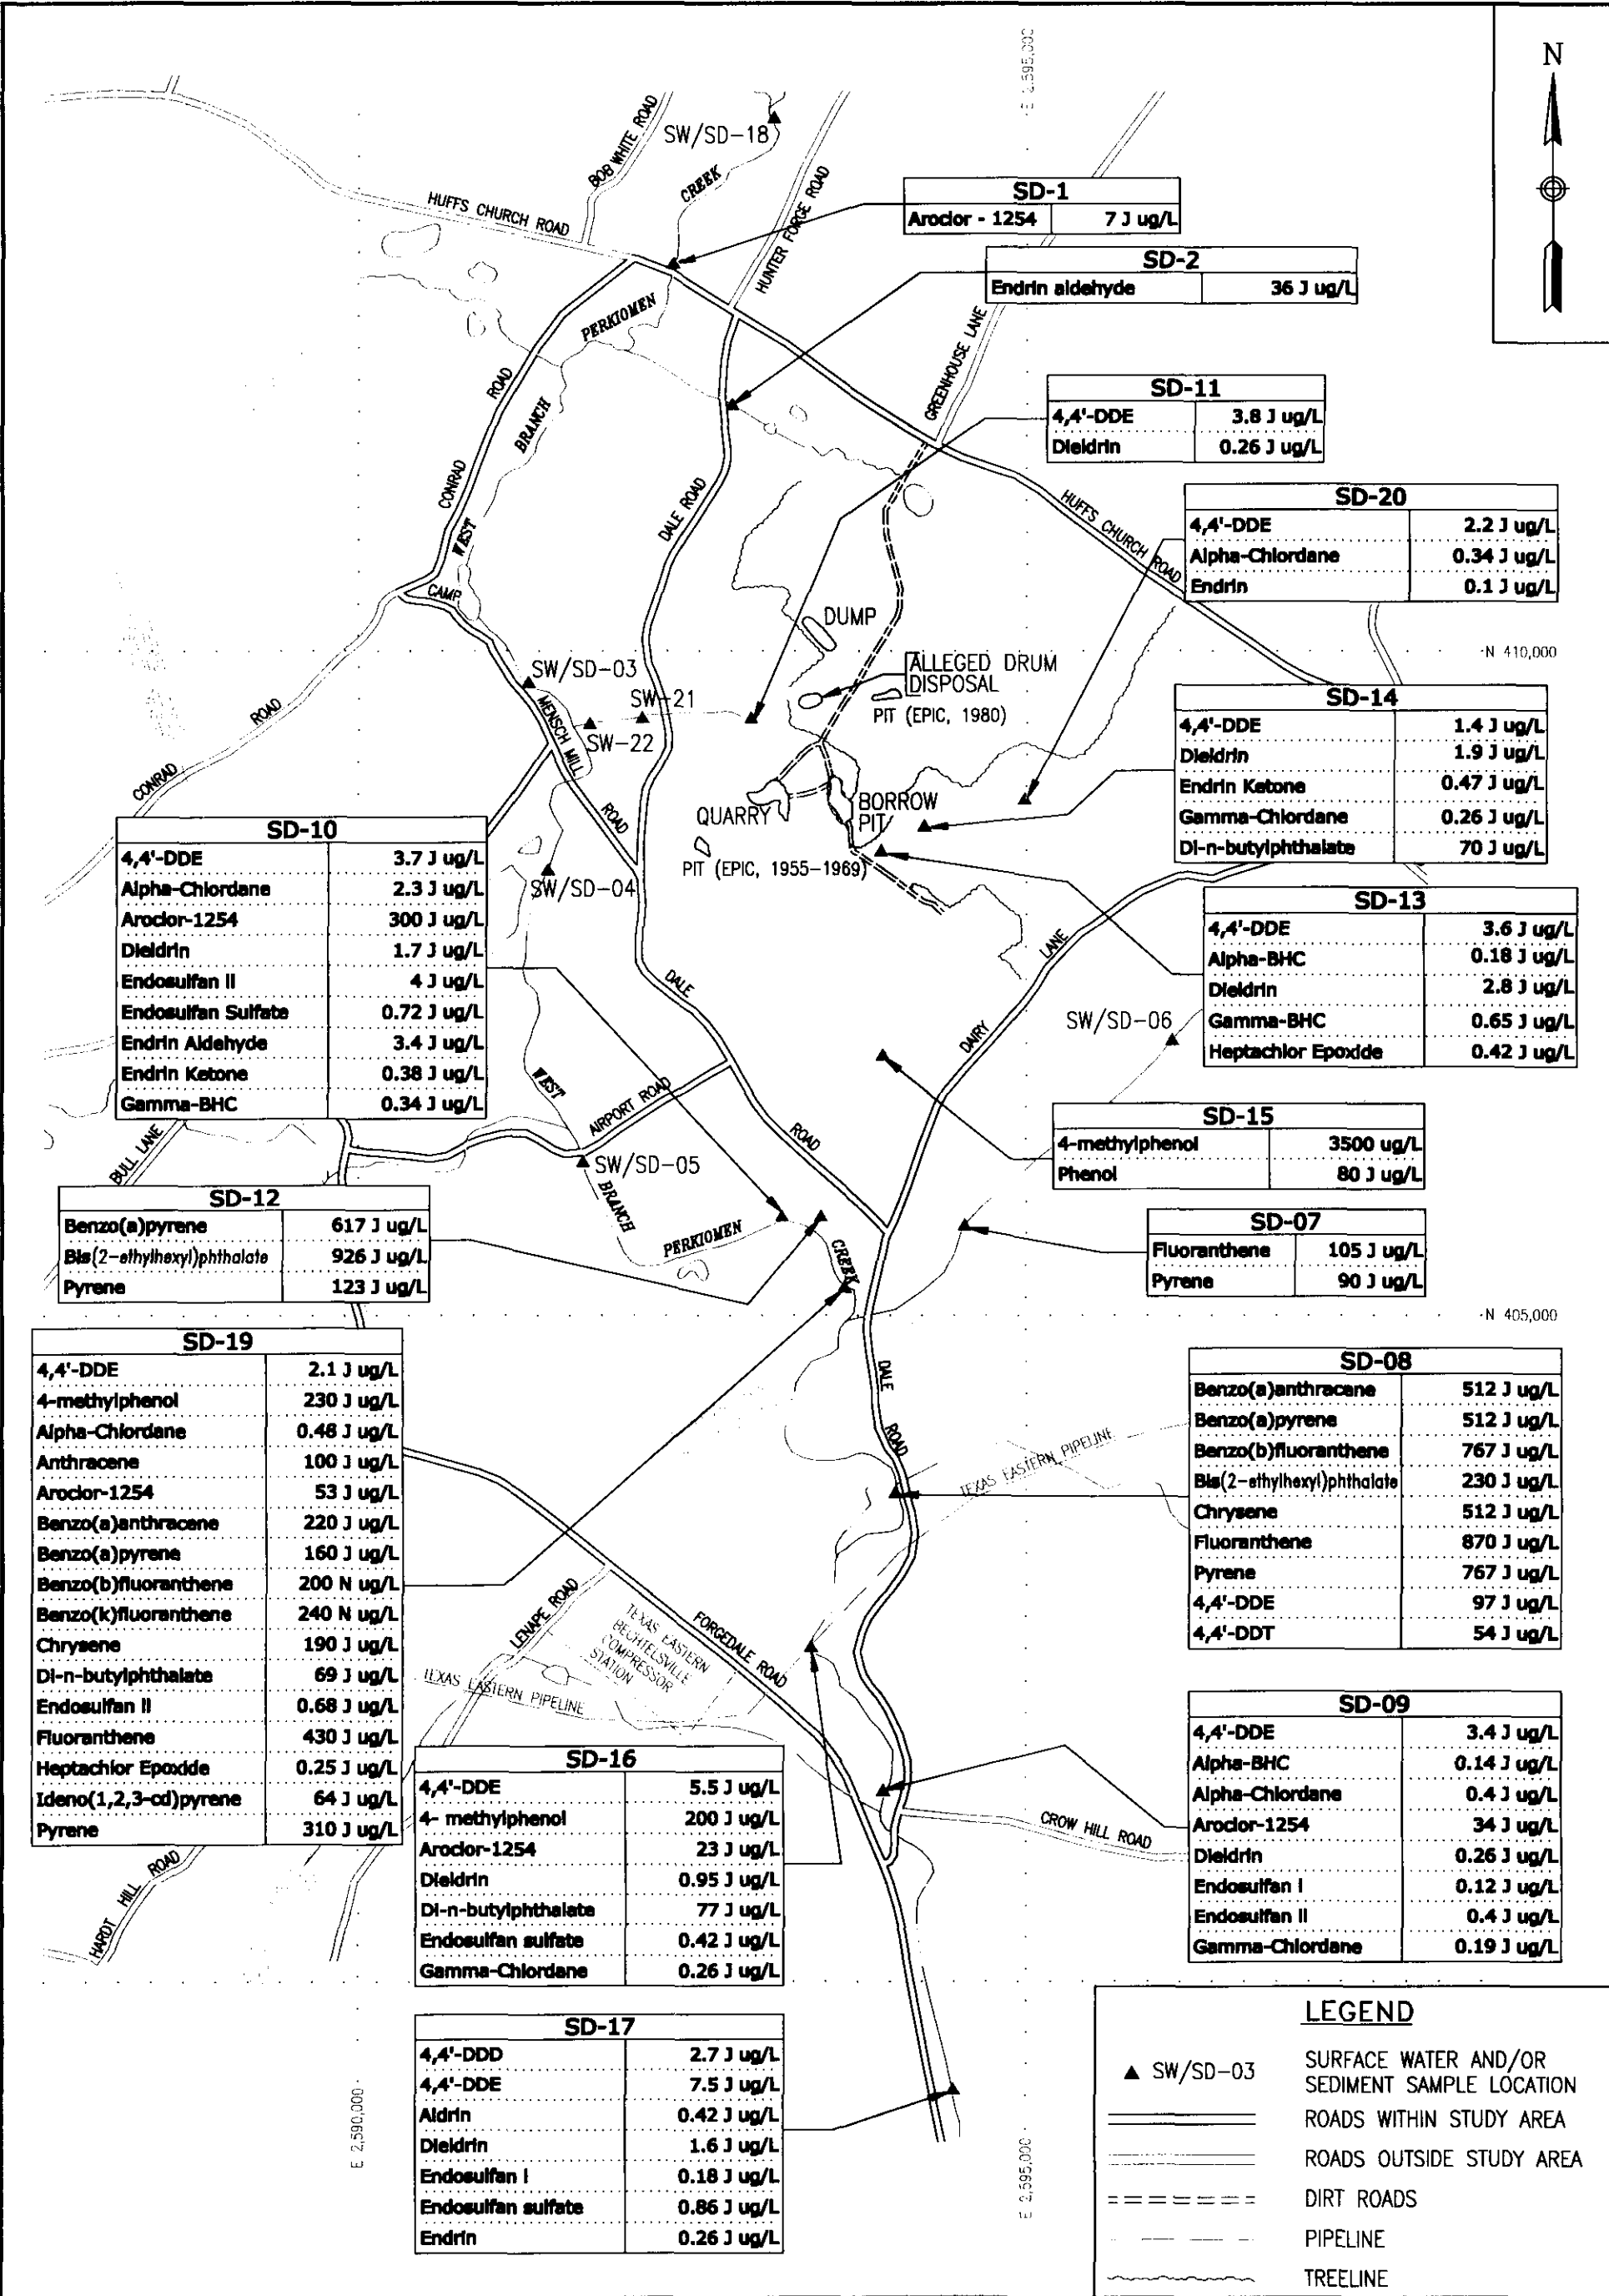 N
E 2,595,000
SW/SD-18
BOB WHITE ROAD
CREEK
HUNTER FORGE ROAD
HUFFS CHURCH ROAD
SD-1
Aroclor - 1254 7 J ug/L
SD-2
Endrin aldehyde 36 J ug/L
PERKIOMEN
GREENHOUSE LANE
CONRAD ROAD
BRANCH
WEST
SD-11
4,4'-DDE 3.8 J ug/L
Dieldrin 0.26 J ug/L
DALE ROAD
HUFFS CHURCH ROAD
SD-20
4,4'-DDE 2.2 J ug/L
Alpha-Chlordane 0.34 J ug/L
Endrin 0.1 J ug/L
CAMP
MENSCH MILL
ROAD
DUMP
N 410,000
SW/SD-03
ALLEGED DRUM
DISPOSAL
PIT (EPIC, 1980)
SW-21
SW-22
CONRAD ROAD
SD-14
4,4'-DDE 1.4 J ug/L
Dieldrin 1.9 J ug/L
Endrin Ketone 0.47 J ug/L
Gamma-Chlordane 0.26 J ug/L
Di-n-butylphthalate 70 J ug/L
QUARRY
BORROW
PIT
PIT (EPIC, 1955-1969)
SW/SD-04
SD-10
4,4'-DDE 3.7 J ug/L
Alpha-Chlordane 2.3 J ug/L
Aroclor-1254 300 J ug/L
Dieldrin 1.7 J ug/L
Endosulfan II 4 J ug/L
Endosulfan Sulfate 0.72 J ug/L
Endrin Aldehyde 3.4 J ug/L
Endrin Ketone 0.38 J ug/L
Gamma-BHC 0.34 J ug/L
SD-13
4,4'-DDE 3.6 J ug/L
Alpha-BHC 0.18 J ug/L
Dieldrin 2.8 J ug/L
Gamma-BHC 0.65 J ug/L
Heptachlor Epoxide 0.42 J ug/L
DALE
ROAD
DAIRY LANE
SW/SD-06
WEST
AIRPORT ROAD
BULL LANE
SW/SD-05
BRANCH
PERKIOMEN
CREEK
SD-15
4-methylphenol 3500 ug/L
Phenol 80 J ug/L
SD-12
Benzo(a)pyrene 617 J ug/L
Bis(2-ethylhexyl)phthalate 926 J ug/L
Pyrene 123 J ug/L
SD-07
Fluoranthene 105 J ug/L
Pyrene 90 J ug/L
N 405,000
SD-19
4,4'-DDE 2.1 J ug/L
4-methylphenol 230 J ug/L
Alpha-Chlordane 0.48 J ug/L
Anthracene 100 J ug/L
Aroclor-1254 53 J ug/L
Benzo(a)anthracene 220 J ug/L
Benzo(a)pyrene 160 J ug/L
Benzo(b)fluoranthene 200 N ug/L
Benzo(k)fluoranthene 240 N ug/L
Chrysene 190 J ug/L
Di-n-butylphthalate 69 J ug/L
Endosulfan II 0.68 J ug/L
Fluoranthene 430 J ug/L
Heptachlor Epoxide 0.25 J ug/L
Ideno(1,2,3-cd)pyrene 64 J ug/L
Pyrene 310 J ug/L
DALE
ROAD
TEXAS EASTERN PIPELINE
SD-08
Benzo(a)anthracene 512 J ug/L
Benzo(a)pyrene 512 J ug/L
Benzo(b)fluoranthene 767 J ug/L
Bis(2-ethylhexyl)phthalate 230 J ug/L
Chrysene 512 J ug/L
Fluoranthene 870 J ug/L
Pyrene 767 J ug/L
4,4'-DDE 97 J ug/L
4,4'-DDT 54 J ug/L
LENAPE ROAD
TEXAS EASTERN
BECHTELSVILLE
COMPRESSOR
STATION
FORGEDALE ROAD
TEXAS EASTERN PIPELINE
SD-16
4,4'-DDE 5.5 J ug/L
4- methylphenol 200 J ug/L
Aroclor-1254 23 J ug/L
Dieldrin 0.95 J ug/L
Di-n-butylphthalate 77 J ug/L
Endosulfan sulfate 0.42 J ug/L
Gamma-Chlordane 0.26 J ug/L
SD-09
4,4'-DDE 3.4 J ug/L
Alpha-BHC 0.14 J ug/L
Alpha-Chlordane 0.4 J ug/L
Aroclor-1254 34 J ug/L
Dieldrin 0.26 J ug/L
Endosulfan I 0.12 J ug/L
Endosulfan II 0.4 J ug/L
Gamma-Chlordane 0.19 J ug/L
CROW HILL ROAD
HARDT HILL ROAD
SD-17
4,4'-DDD 2.7 J ug/L
4,4'-DDE 7.5 J ug/L
Aldrin 0.42 J ug/L
Dieldrin 1.6 J ug/L
Endosulfan I 0.18 J ug/L
Endosulfan sulfate 0.86 J ug/L
Endrin 0.26 J ug/L
E 2,590,000
E 2,595,000
LEGEND
SW/SD-03 SURFACE WATER AND/OR
SEDIMENT SAMPLE LOCATION
ROADS WITHIN STUDY AREA
ROADS OUTSIDE STUDY AREA
DIRT ROADS
PIPELINE
TREELINE